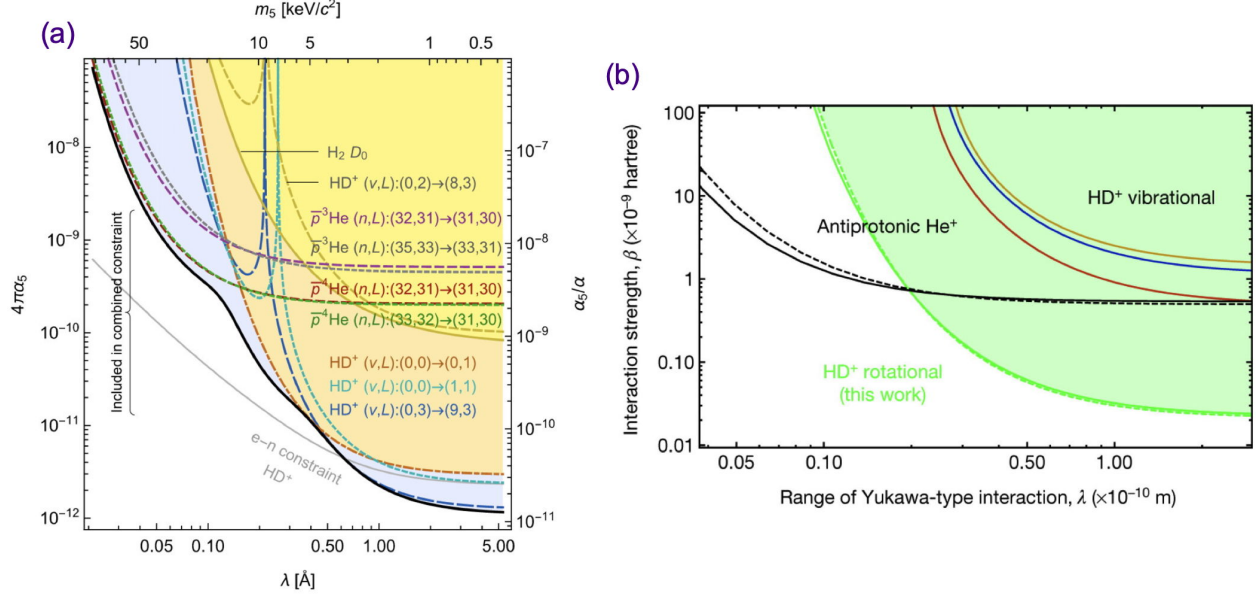 (a)
m₅ [keV/c²]
50 10 5 1 0.5
4πα₅
10⁻⁸
10⁻⁹
10⁻¹⁰
10⁻¹¹
10⁻¹²
Included in combined constraint
H₂ D₀
HD⁺ (v,L):(0,2)→(8,3)
p̅³He (n,L):(32,31)→(31,30)
p̅³He (n,L):(35,33)→(33,31)
p̅⁴He (n,L):(32,31)→(31,30)
p̅⁴He (n,L):(33,32)→(31,30)
HD⁺ (v,L):(0,0)→(0,1)
HD⁺ (v,L):(0,0)→(1,1)
HD⁺ (v,L):(0,3)→(9,3)
e–n constraint
HD⁺
10⁻⁷
10⁻⁸
10⁻⁹
10⁻¹⁰
10⁻¹¹
α₅/α
0.05 0.10 0.50 1.00 5.00
λ [Å]
(b)
Interaction strength, β (×10⁻⁹ hartree)
100
10
1
0.10
0.01
HD⁺ vibrational
Antiprotonic He⁺
HD⁺ rotational
(this work)
0.05 0.10 0.50 1.00
Range of Yukawa-type interaction, λ (×10⁻¹⁰ m)